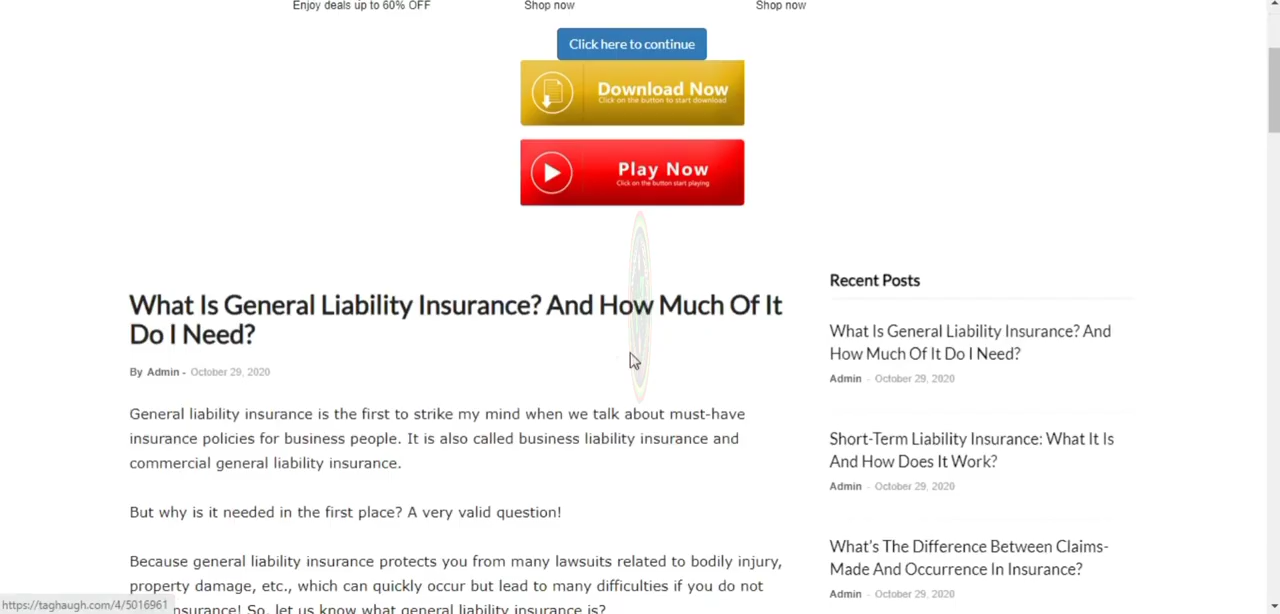 Enjoy deals up to 60% OFF
Shop now
Shop now
Click here to continue
Download Now
Click on the button to start download
Play Now
Click on the button start playing
What Is General Liability Insurance? And How Much Of It
Do I Need?
By Admin - October 29, 2020
General liability insurance is the first to strike my mind when we talk about must-have
insurance policies for business people. It is also called business liability insurance and
commercial general liability insurance.
But why is it needed in the first place? A very valid question!
Because general liability insurance protects you from many lawsuits related to bodily injury,
property damage, etc., which can quickly occur but lead to many difficulties if you do not
insurance! So, let us know what general liability insurance is?
Recent Posts
What Is General Liability Insurance? And
How Much Of It Do I Need?
Admin - October 29, 2020
Short-Term Liability Insurance: What It Is
And How Does It Work?
Admin - October 29, 2020
What's The Difference Between Claims-
Made And Occurrence In Insurance?
Admin - October 29, 2020
https://taghaugh.com/4/5016961